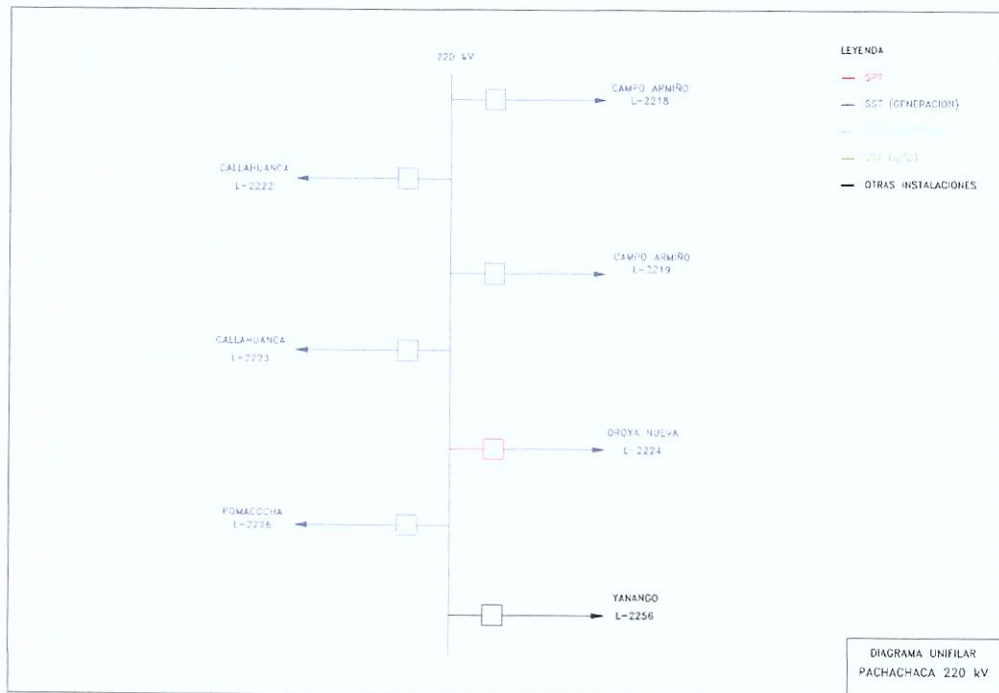 220 kV
CAMPO ARMIÑO
L-2218
CALLAHUANCA
L-2222
CAMPO ARMIÑO
L-2219
CALLAHUANCA
L-2223
OROYA NUEVA
L-2224
POMACOCHA
L-2226
YANANGO
L-2256
LEYENDA
SPT
SST (GENERACION)
OTRAS INSTALACIONES
DIAGRAMA UNIFILAR
PACHACHACA 220 kV